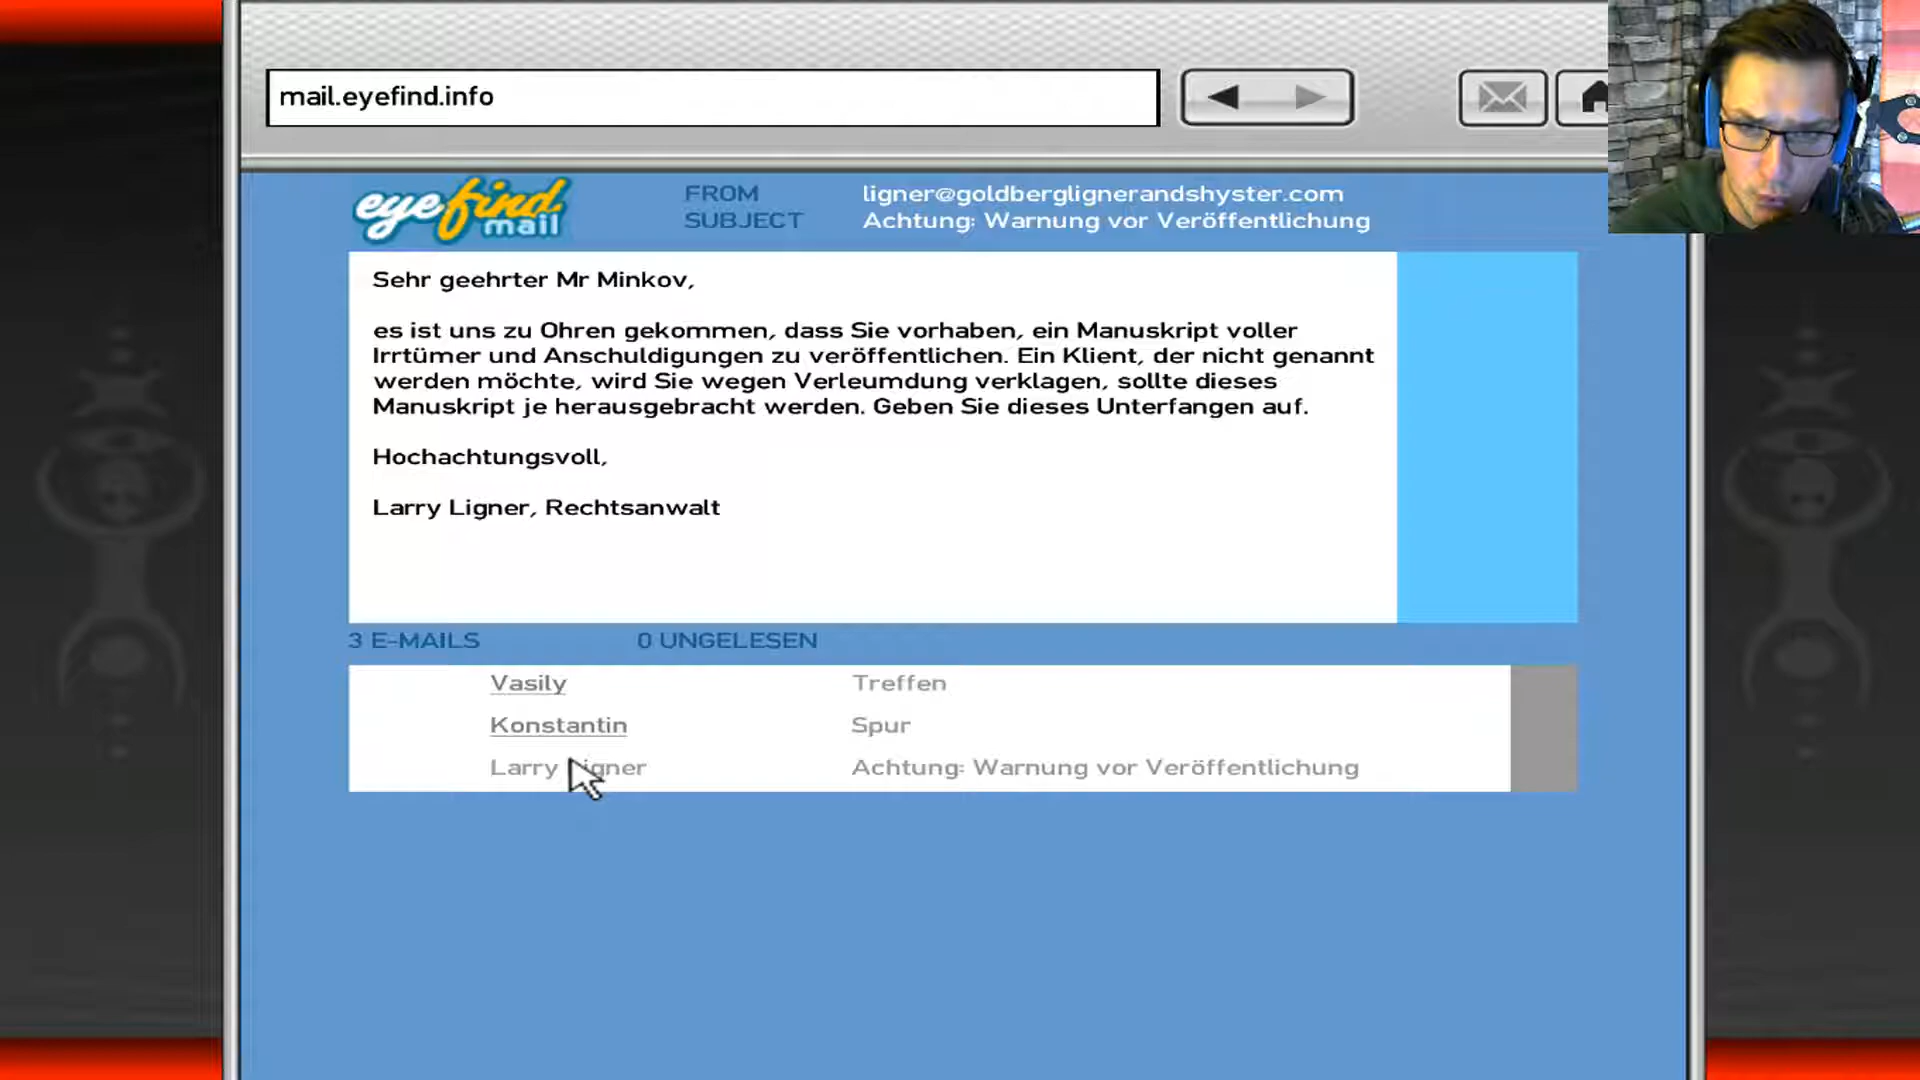 mail.eyefind.info
eyefind mail
FROM ligner@goldberglignerandshyster.com
SUBJECT Achtung: Warnung vor Veröffentlichung
Sehr geehrter Mr Minkov,
es ist uns zu Ohren gekommen, dass Sie vorhaben, ein Manuskript voller
Irrtümer und Anschuldigungen zu veröffentlichen. Ein Klient, der nicht genannt
werden möchte, wird Sie wegen Verleumdung verklagen, sollte dieses
Manuskript je herausgebracht werden. Geben Sie dieses Unterfangen auf.
Hochachtungsvoll,
Larry Ligner, Rechtsanwalt
3 E-MAILS 0 UNGELESEN
Vasily Treffen
Konstantin Spur
Larry Ligner Achtung: Warnung vor Veröffentlichung